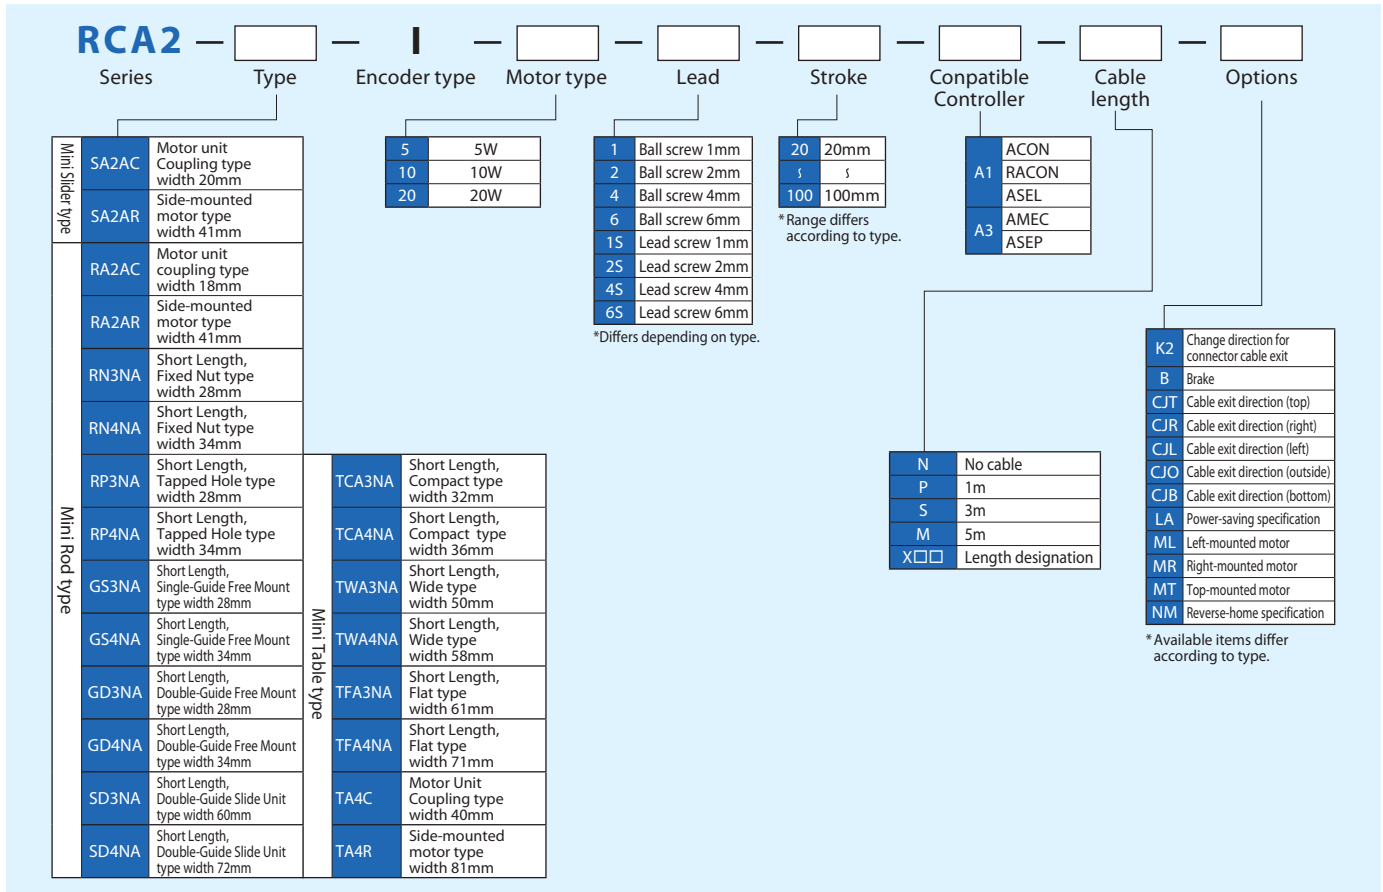 RCA2 — — I — — — — — —
Series Type Encoder type Motor type Lead Stroke Conpatible Controller Cable length Options
Mini Slider type
SA2AC
Motor unit
Coupling type
width 20mm
SA2AR
Side-mounted
motor type
width 41mm
Mini Rod type
RA2AC
Motor unit
coupling type
width 18mm
RA2AR
Side-mounted
motor type
width 41mm
RN3NA
Short Length,
Fixed Nut type
width 28mm
RN4NA
Short Length,
Fixed Nut type
width 34mm
RP3NA
Short Length,
Tapped Hole type
width 28mm
RP4NA
Short Length,
Tapped Hole type
width 34mm
GS3NA
Short Length,
Single-Guide Free Mount
type width 28mm
GS4NA
Short Length,
Single-Guide Free Mount
type width 34mm
GD3NA
Short Length,
Double-Guide Free Mount
type width 28mm
GD4NA
Short Length,
Double-Guide Free Mount
type width 34mm
SD3NA
Short Length,
Double-Guide Slide Unit
type width 60mm
SD4NA
Short Length,
Double-Guide Slide Unit
type width 72mm
Mini Table type
TCA3NA
Short Length,
Compact type
width 32mm
TCA4NA
Short Length,
Compact type
width 36mm
TWA3NA
Short Length,
Wide type
width 50mm
TWA4NA
Short Length,
Wide type
width 58mm
TFA3NA
Short Length,
Flat type
width 61mm
TFA4NA
Short Length,
Flat type
width 71mm
TA4C
Motor Unit
Coupling type
width 40mm
TA4R
Side-mounted
motor type
width 81mm
5 5W
10 10W
20 20W
1 Ball screw 1mm
2 Ball screw 2mm
4 Ball screw 4mm
6 Ball screw 6mm
1S Lead screw 1mm
2S Lead screw 2mm
4S Lead screw 4mm
6S Lead screw 6mm
*Differs depending on type.
20 20mm
≀ ≀
100 100mm
*Range differs
according to type.
A1
ACON
RACON
ASEL
A3
AMEC
ASEP
N No cable
P 1m
S 3m
M 5m
X□□ Length designation
K2
Change direction for
connector cable exit
B Brake
CJT Cable exit direction (top)
CJR Cable exit direction (right)
CJL Cable exit direction (left)
CJO Cable exit direction (outside)
CJB Cable exit direction (bottom)
LA Power-saving specification
ML Left-mounted motor
MR Right-mounted motor
MT Top-mounted motor
NM Reverse-home specification
*Available items differ
according to type.